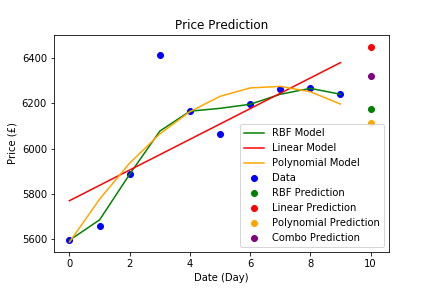 Price Prediction
Price (£)
6400
6200
6000
5800
5600
0
2
4
6
8
10
Date (Day)
RBF Model
Linear Model
Polynomial Model
Data
RBF Prediction
Linear Prediction
Polynomial Prediction
Combo Prediction